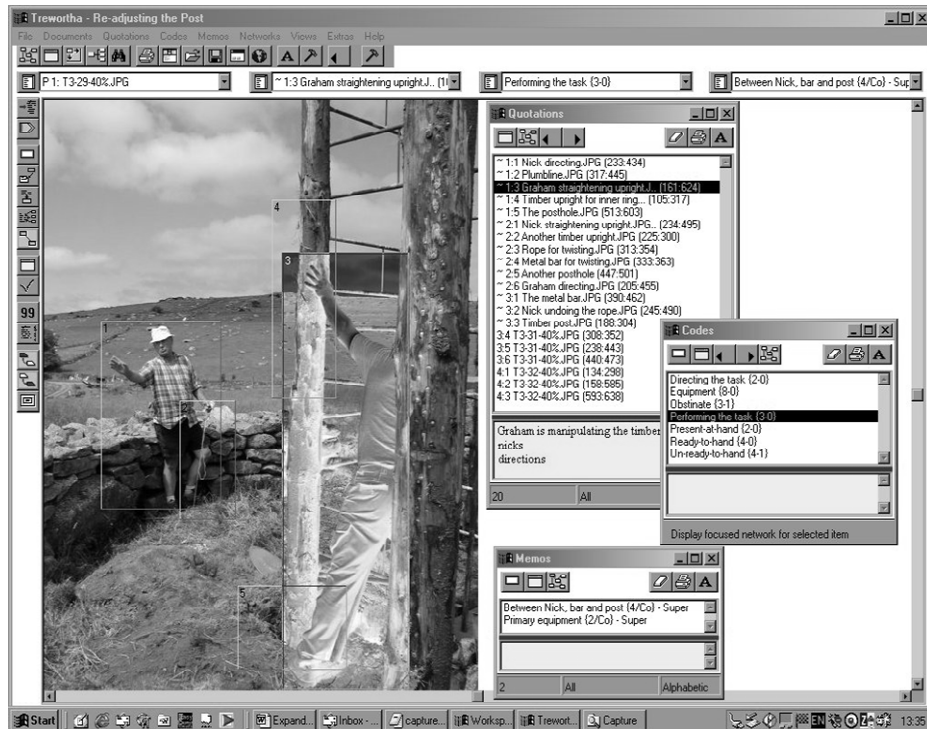 Trewortha - Re-adjusting the Post
File Documents Quotations Codes Memos Networks Views Extras Help
P 1: T3-29-40%.JPG
~ 1:3 Graham straightening upright.J..
Performing the task {3-0}
Between Nick, bar and post {4/Co} - Sup
Quotations
~ 1:1 Nick directing.JPG (233:434)
~ 1:2 Plumbline.JPG (317:445)
~ 1:3 Graham straightening upright.J.. (161:624)
~ 1:4 Timber upright for inner ring... (105:317)
~ 1:5 The posthole.JPG (513:603)
~ 2:1 Nick straightening upright.JPG.. (234:495)
~ 2:2 Another timber upright.JPG (225:300)
~ 2:3 Rope for twisting.JPG (313:354)
~ 2:4 Metal bar for twisting.JPG (333:363)
~ 2:5 Another posthole (447:501)
~ 2:6 Graham directing.JPG (205:455)
~ 3:1 The metal bar.JPG (390:462)
~ 3:2 Nick undoing the rope.JPG (245:490)
~ 3:3 Timber post.JPG (188:304)
3:4 T3-31-40%.JPG (308:352)
3:5 T3-31-40%.JPG (238:443)
3:6 T3-31-40%.JPG (440:473)
4:1 T3-32-40%.JPG (134:298)
4:2 T3-32-40%.JPG (158:585)
4:3 T3-32-40%.JPG (593:638)
Graham is manipulating the timber
nicks
directions
20 All
Codes
Directing the task {2-0}
Equipment {8-0}
Obstinate {3-1}
Performing the task {3-0}
Present-at-hand {2-0}
Ready-to-hand {4-0}
Un-ready-to-hand {4-1}
Display focused network for selected item
Memos
Between Nick, bar and post {4/Co} - Super
Primary equipment {2/Co} - Super
2 All Alphabetic
4
3
1
5
99
A
A
A
A
Start Expand... Inbox - ... capture... Worksp... Trewort... Capture EN 13:35